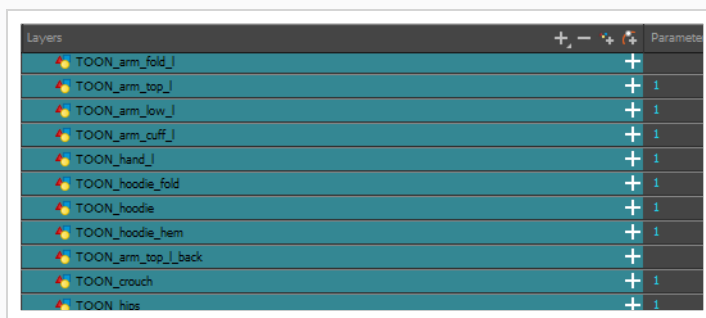 Layers Paramete
TOON_arm_fold_l
TOON_arm_top_l 1
TOON_arm_low_l 1
TOON_arm_cuff_l 1
TOON_hand_l 1
TOON_hoodie_fold 1
TOON_hoodie 1
TOON_hoodie_hem 1
TOON_arm_top_l_back
TOON_crouch 1
TOON_hips 1